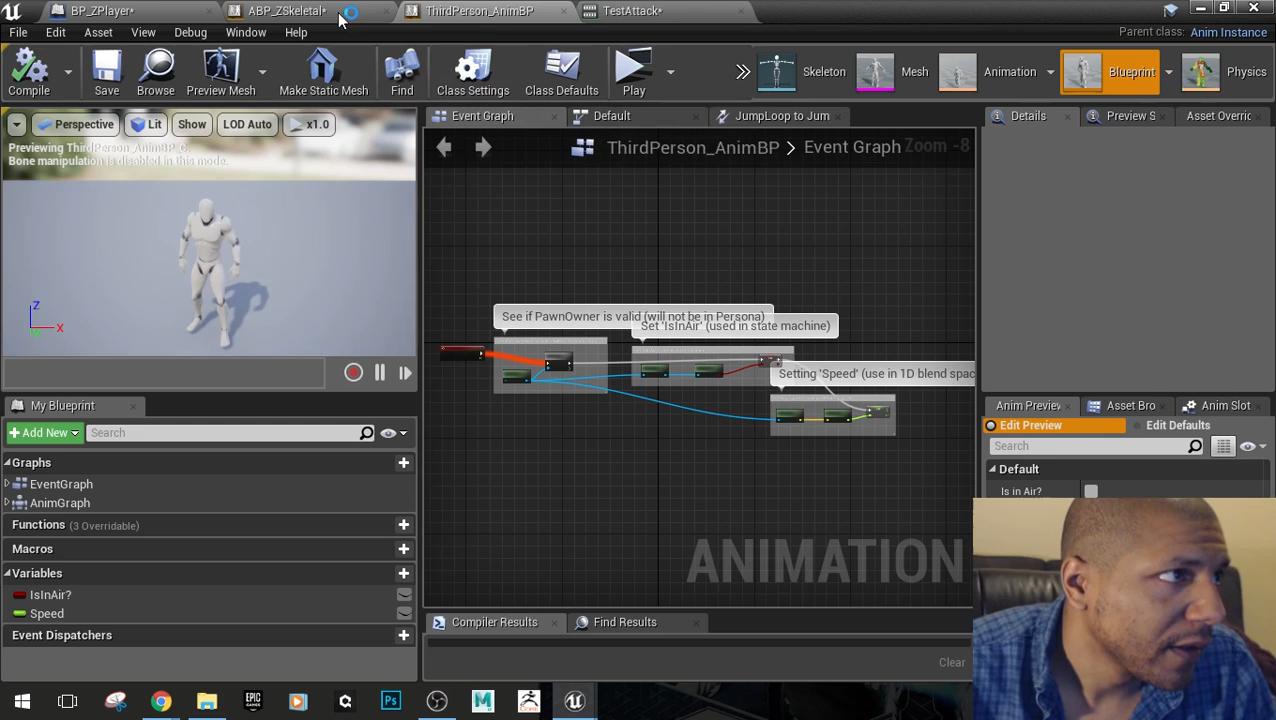 BP_ZPlayer*
ABP_ZSkeletal*
ThirdPerson_AnimBP
TestAttack*
File Edit Asset View Debug Window Help
Parent class: Anim Instance
Compile
Save
Browse
Preview Mesh
Make Static Mesh
Find
Class Settings
Class Defaults
Play
Skeleton
Mesh
Animation
Blueprint
Physics
Perspective
Lit
Show
LOD Auto
x1.0
Previewing ThirdPerson_AnimBP_C.
Bone manipulation is disabled in this mode.
Z
X
Event Graph
Default
JumpLoop to Jum
ThirdPerson_AnimBP > Event Graph
Zoom -8
See if PawnOwner is valid (will not be in Persona)
Set 'IsInAir' (used in state machine)
Setting 'Speed' (use in 1D blend spac
ANIMATION
Compiler Results
Find Results
Clear
My Blueprint
Add New
Search
Graphs
EventGraph
AnimGraph
Functions (3 Overridable)
Macros
Variables
IsInAir?
Speed
Event Dispatchers
Details
Preview S
Asset Overric
Anim Preview
Asset Bro
Anim Slot
Edit Preview
Edit Defaults
Search
Default
Is in Air?